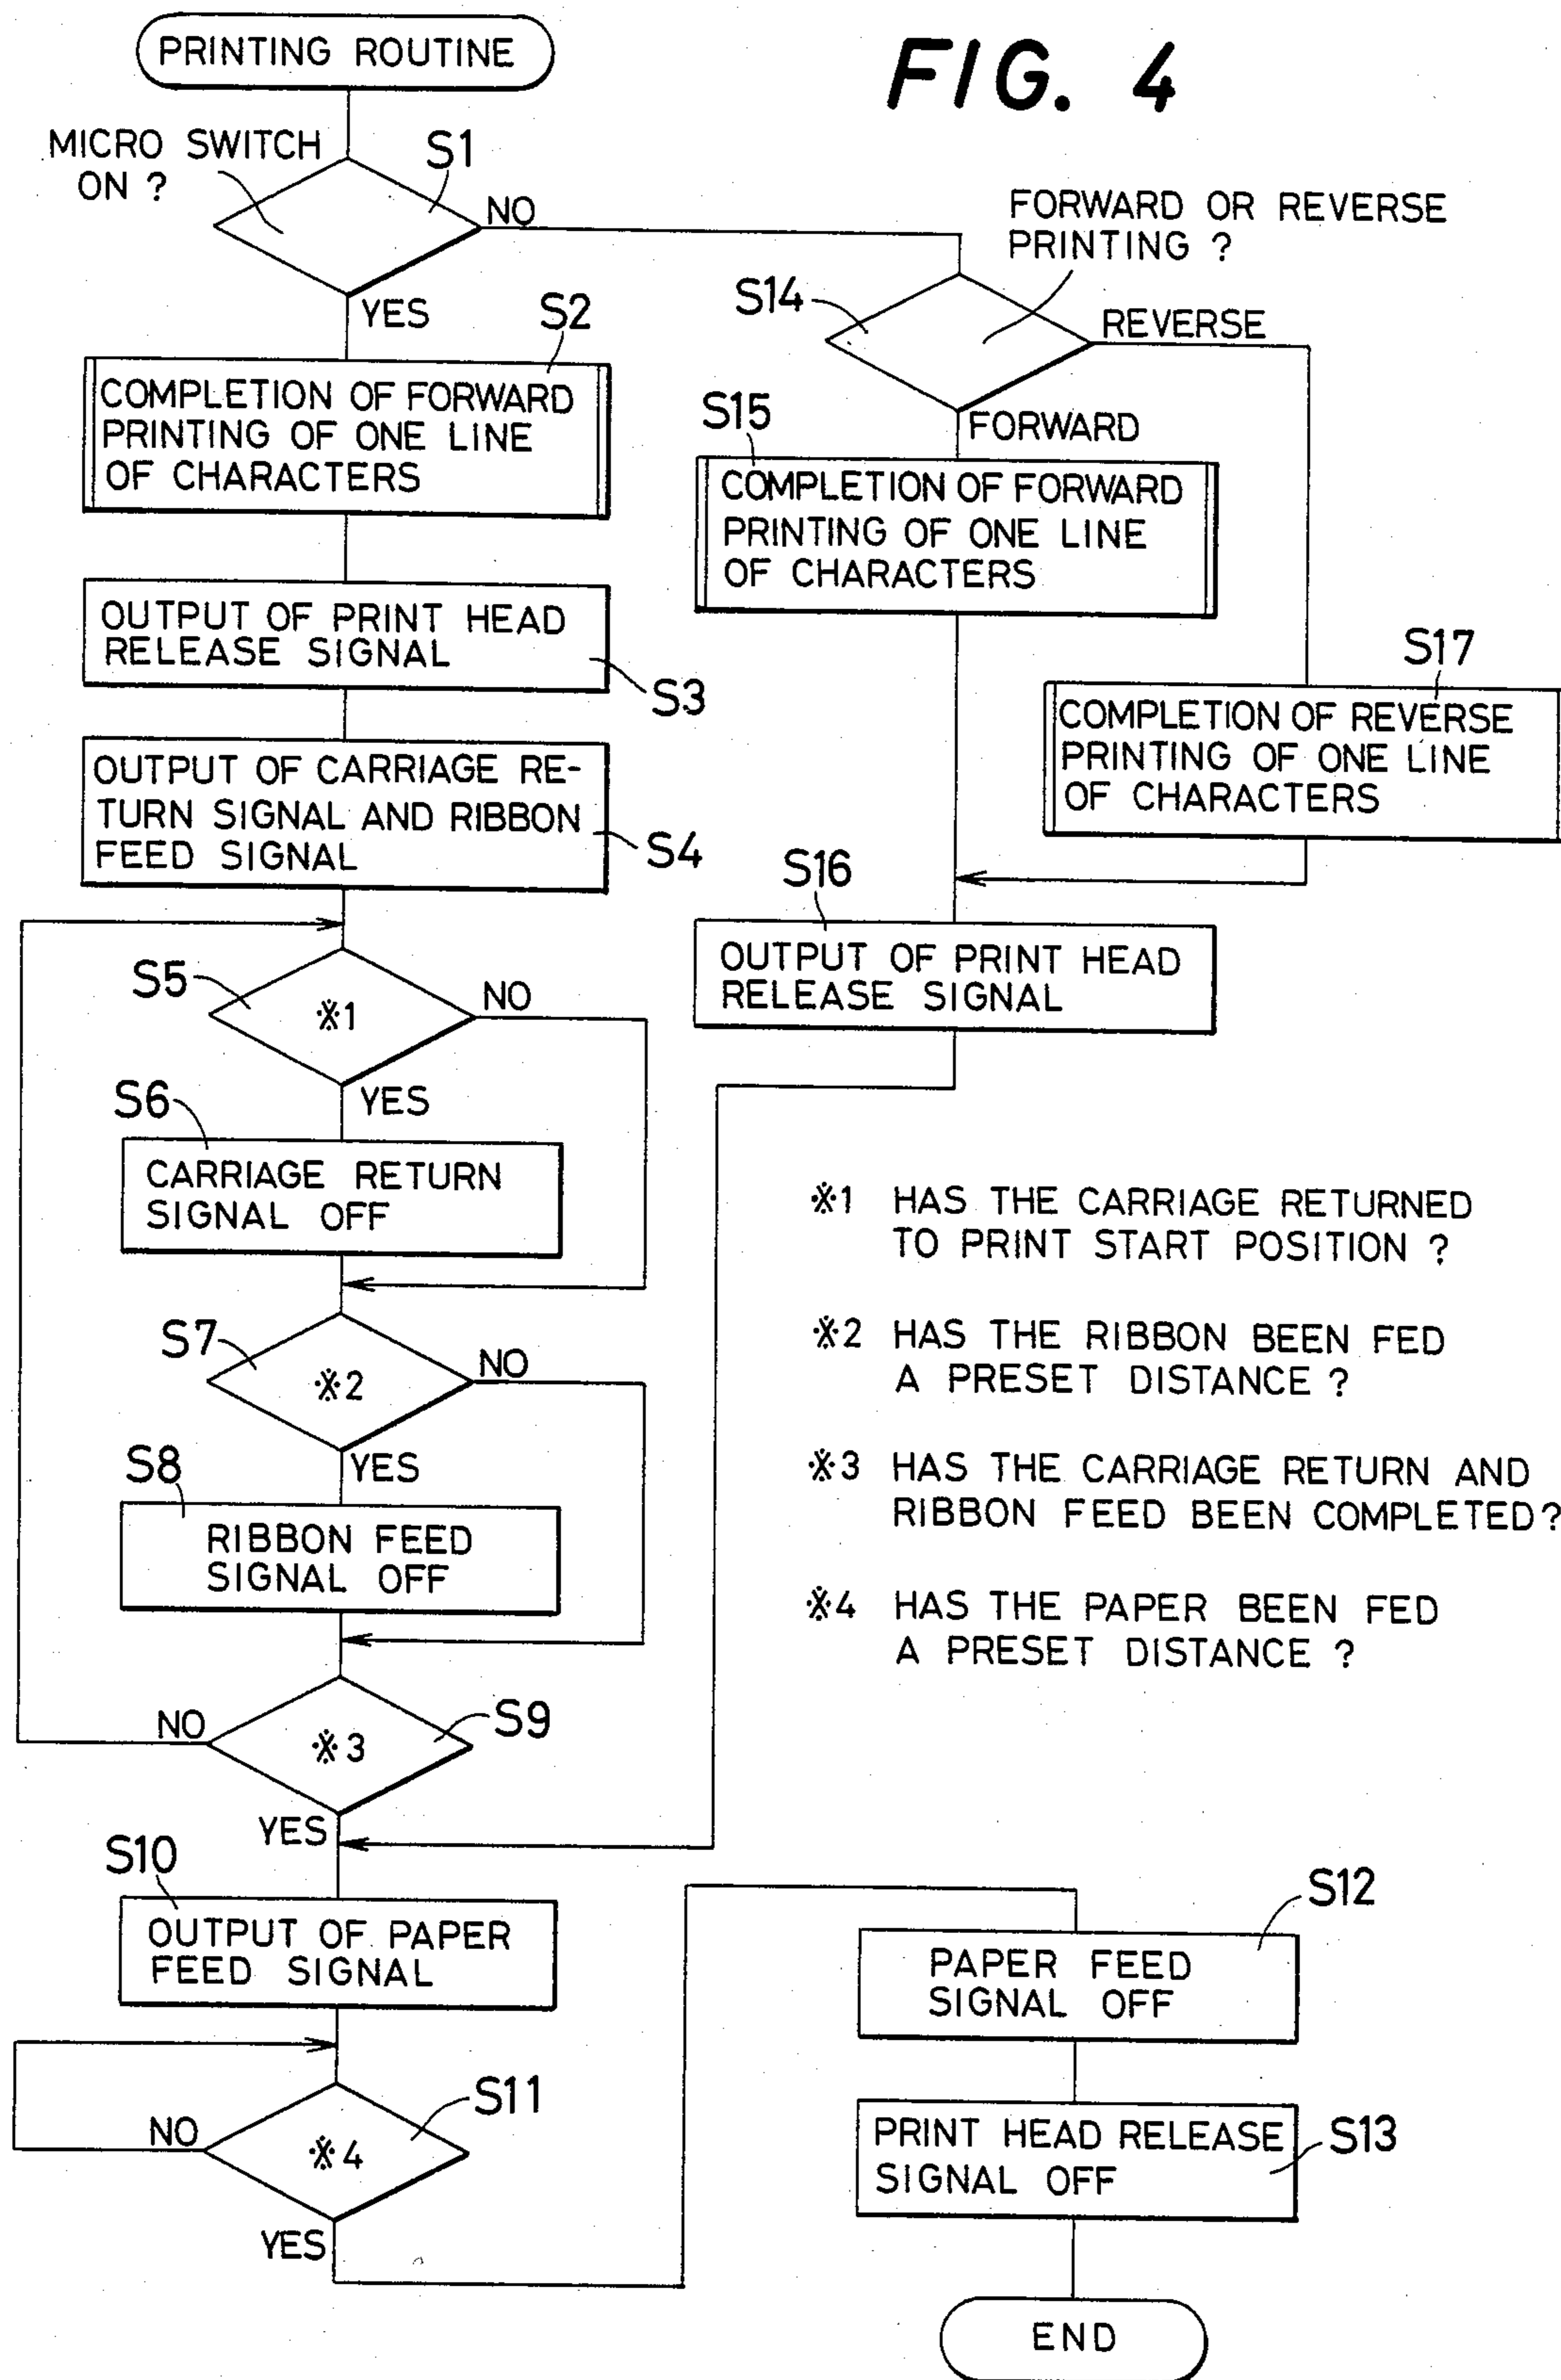 FIG. 4
PRINTING ROUTINE
MICRO SWITCH
ON ?
S1
NO
YES
S2
COMPLETION OF FORWARD
PRINTING OF ONE LINE
OF CHARACTERS
OUTPUT OF PRINT HEAD
RELEASE SIGNAL
S3
OUTPUT OF CARRIAGE RE-
TURN SIGNAL AND RIBBON
FEED SIGNAL
S4
S5
※1
NO
YES
S6
CARRIAGE RETURN
SIGNAL OFF
S7
※2
NO
YES
S8
RIBBON FEED
SIGNAL OFF
S9
※3
NO
YES
S10
OUTPUT OF PAPER
FEED SIGNAL
S11
※4
NO
YES
FORWARD OR REVERSE
PRINTING ?
S14
REVERSE
FORWARD
S15
COMPLETION OF FORWARD
PRINTING OF ONE LINE
OF CHARACTERS
S17
COMPLETION OF REVERSE
PRINTING OF ONE LINE
OF CHARACTERS
S16
OUTPUT OF PRINT HEAD
RELEASE SIGNAL
※1 HAS THE CARRIAGE RETURNED
TO PRINT START POSITION ?
※2 HAS THE RIBBON BEEN FED
A PRESET DISTANCE ?
※3 HAS THE CARRIAGE RETURN AND
RIBBON FEED BEEN COMPLETED?
※4 HAS THE PAPER BEEN FED
A PRESET DISTANCE ?
S12
PAPER FEED
SIGNAL OFF
PRINT HEAD RELEASE
SIGNAL OFF
S13
END